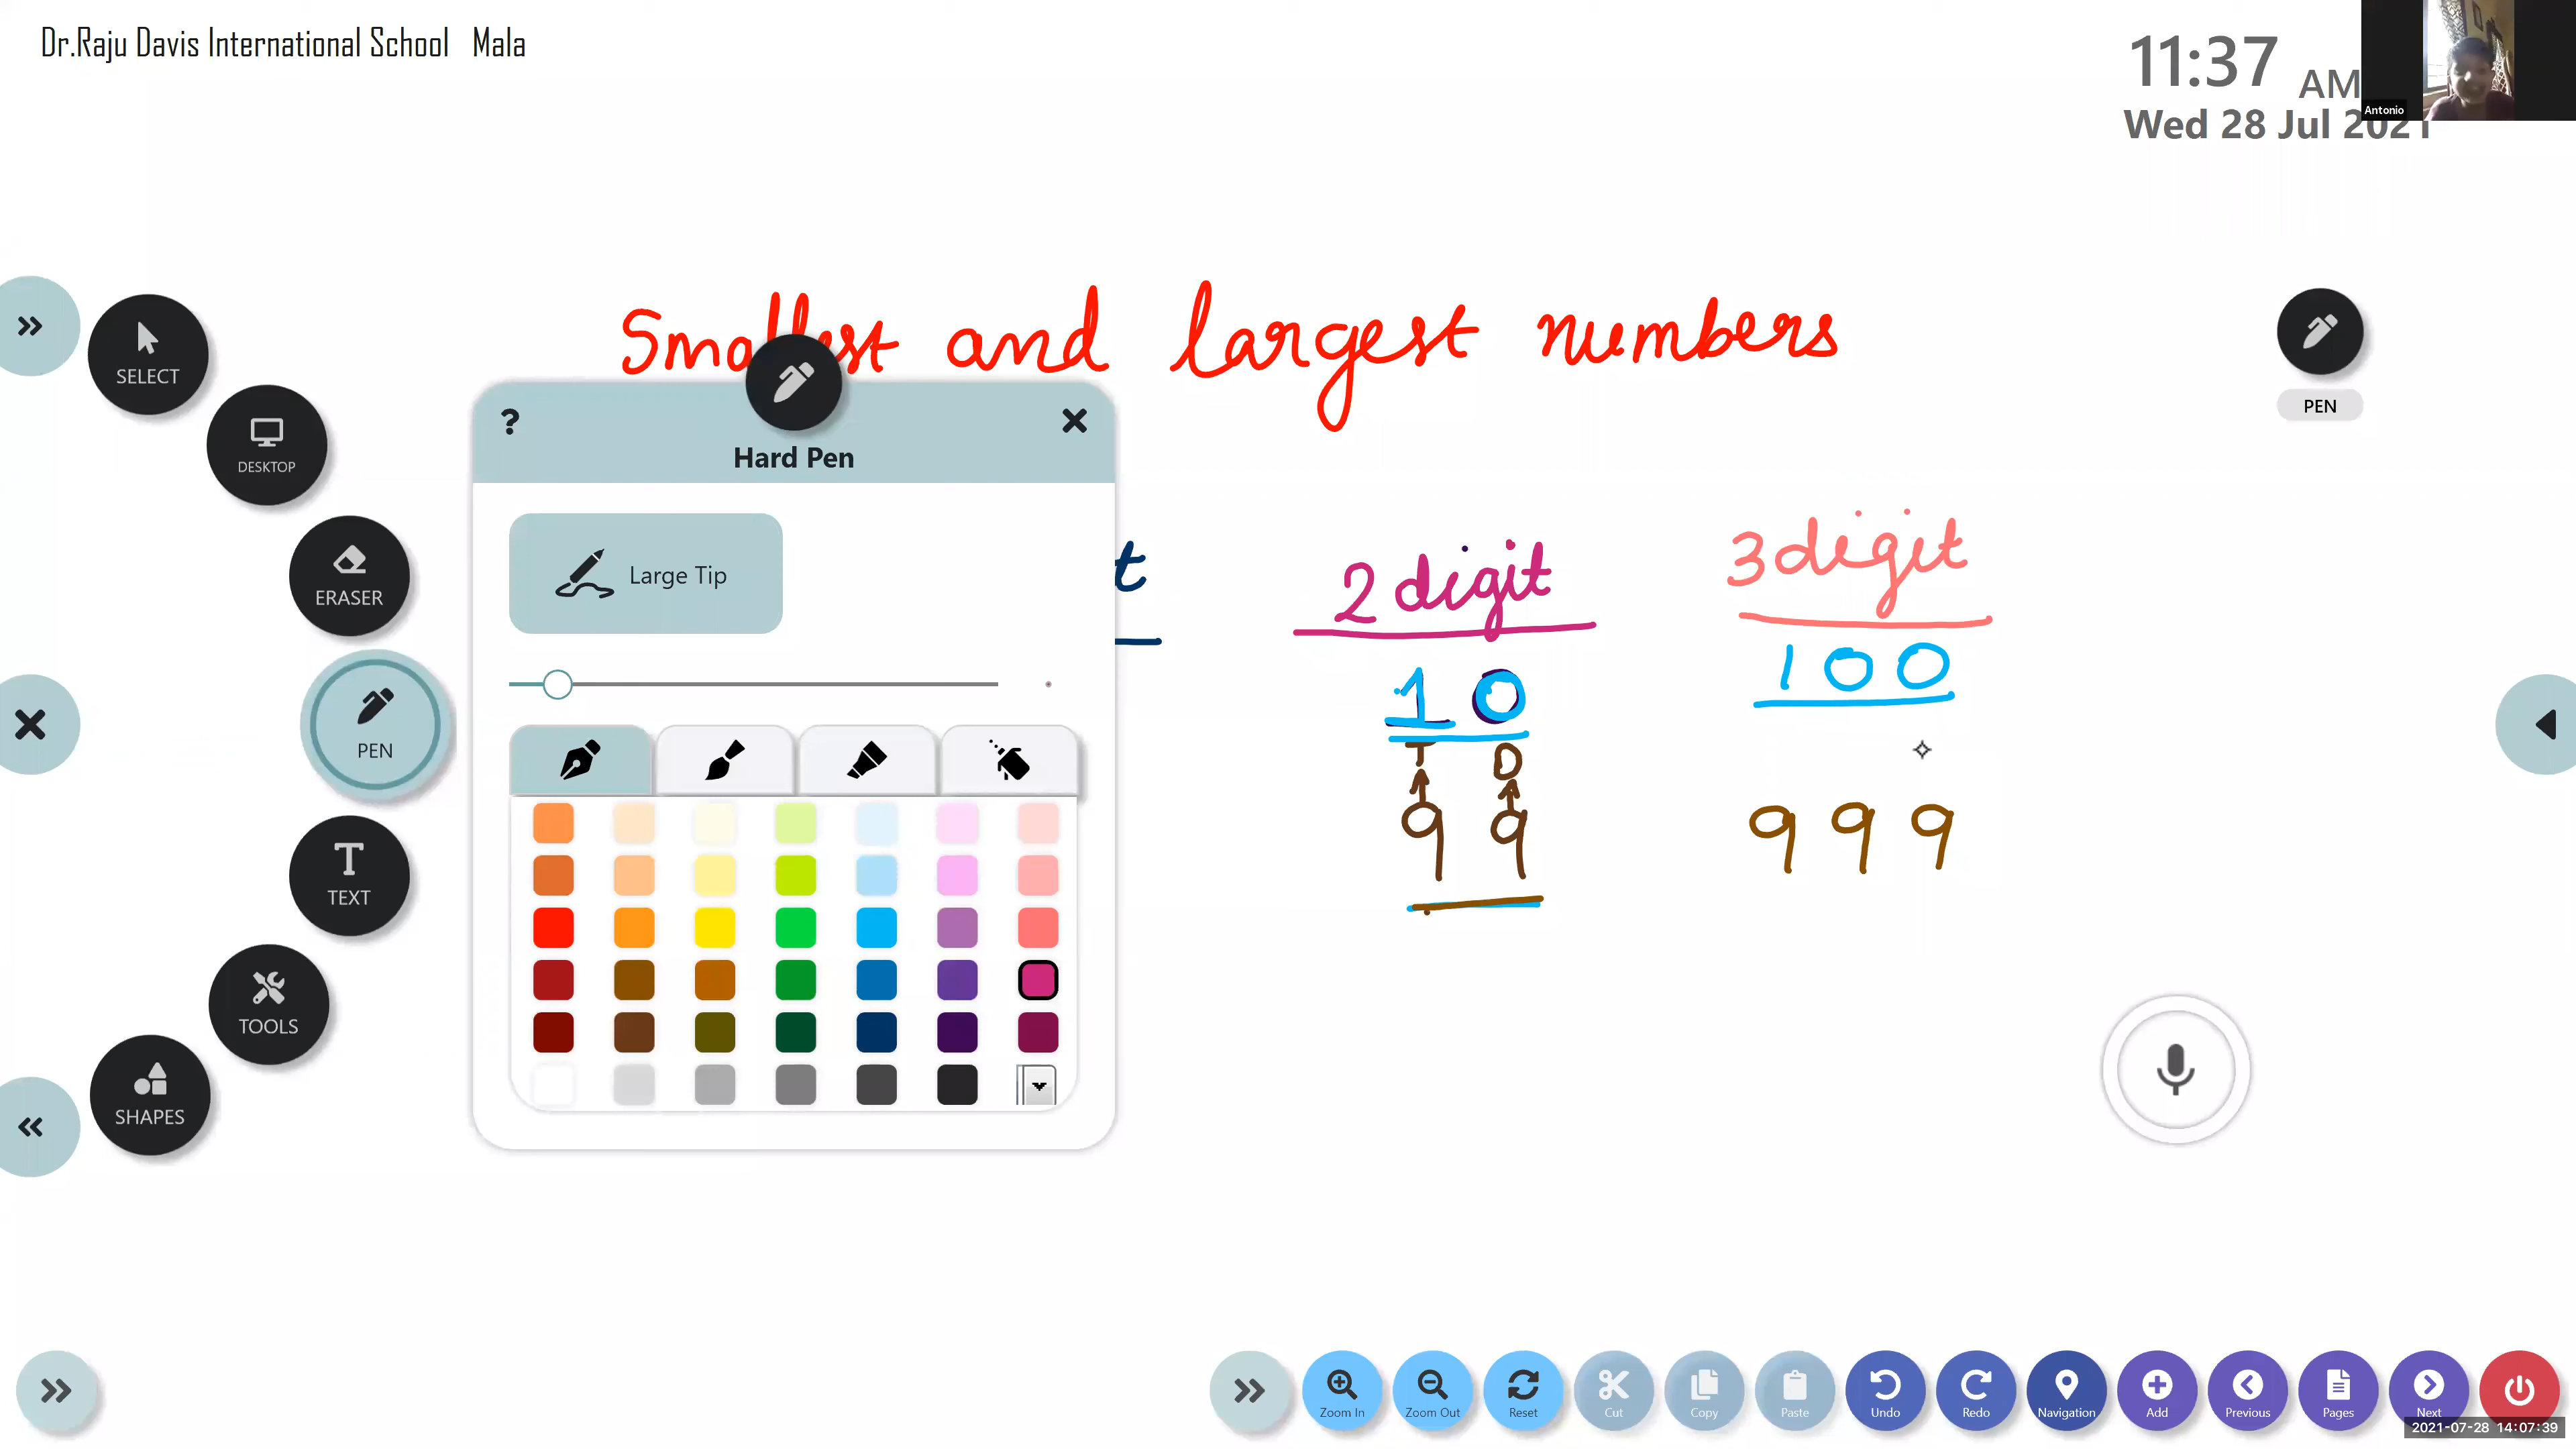 Dr.Raju Davis International School Mala
11:37 AM
Antonio
Wed 28 Jul 2021
Smallest and largest numbers
SELECT
DESKTOP
ERASER
PEN
TEXT
TOOLS
SHAPES
?
Hard Pen
Large Tip
PEN
t
2 digit
10
T O
9 9
3 digit
100
9 9 9
Zoom In
Zoom Out
Reset
Cut
Copy
Paste
Undo
Redo
Navigation
Add
Previous
Pages
Next
2021-07-28 14:07:39